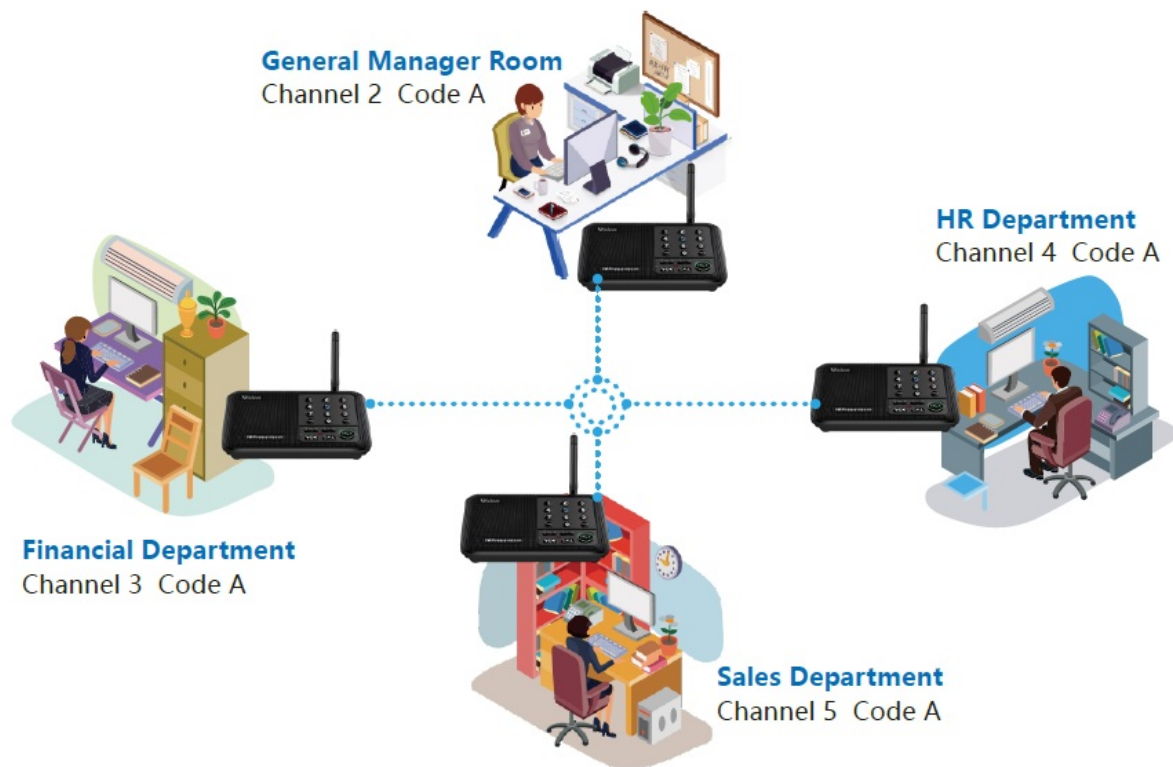 General Manager Room
Channel 2 Code A
HR Department
Channel 4 Code A
Financial Department
Channel 3 Code A
Sales Department
Channel 5 Code A